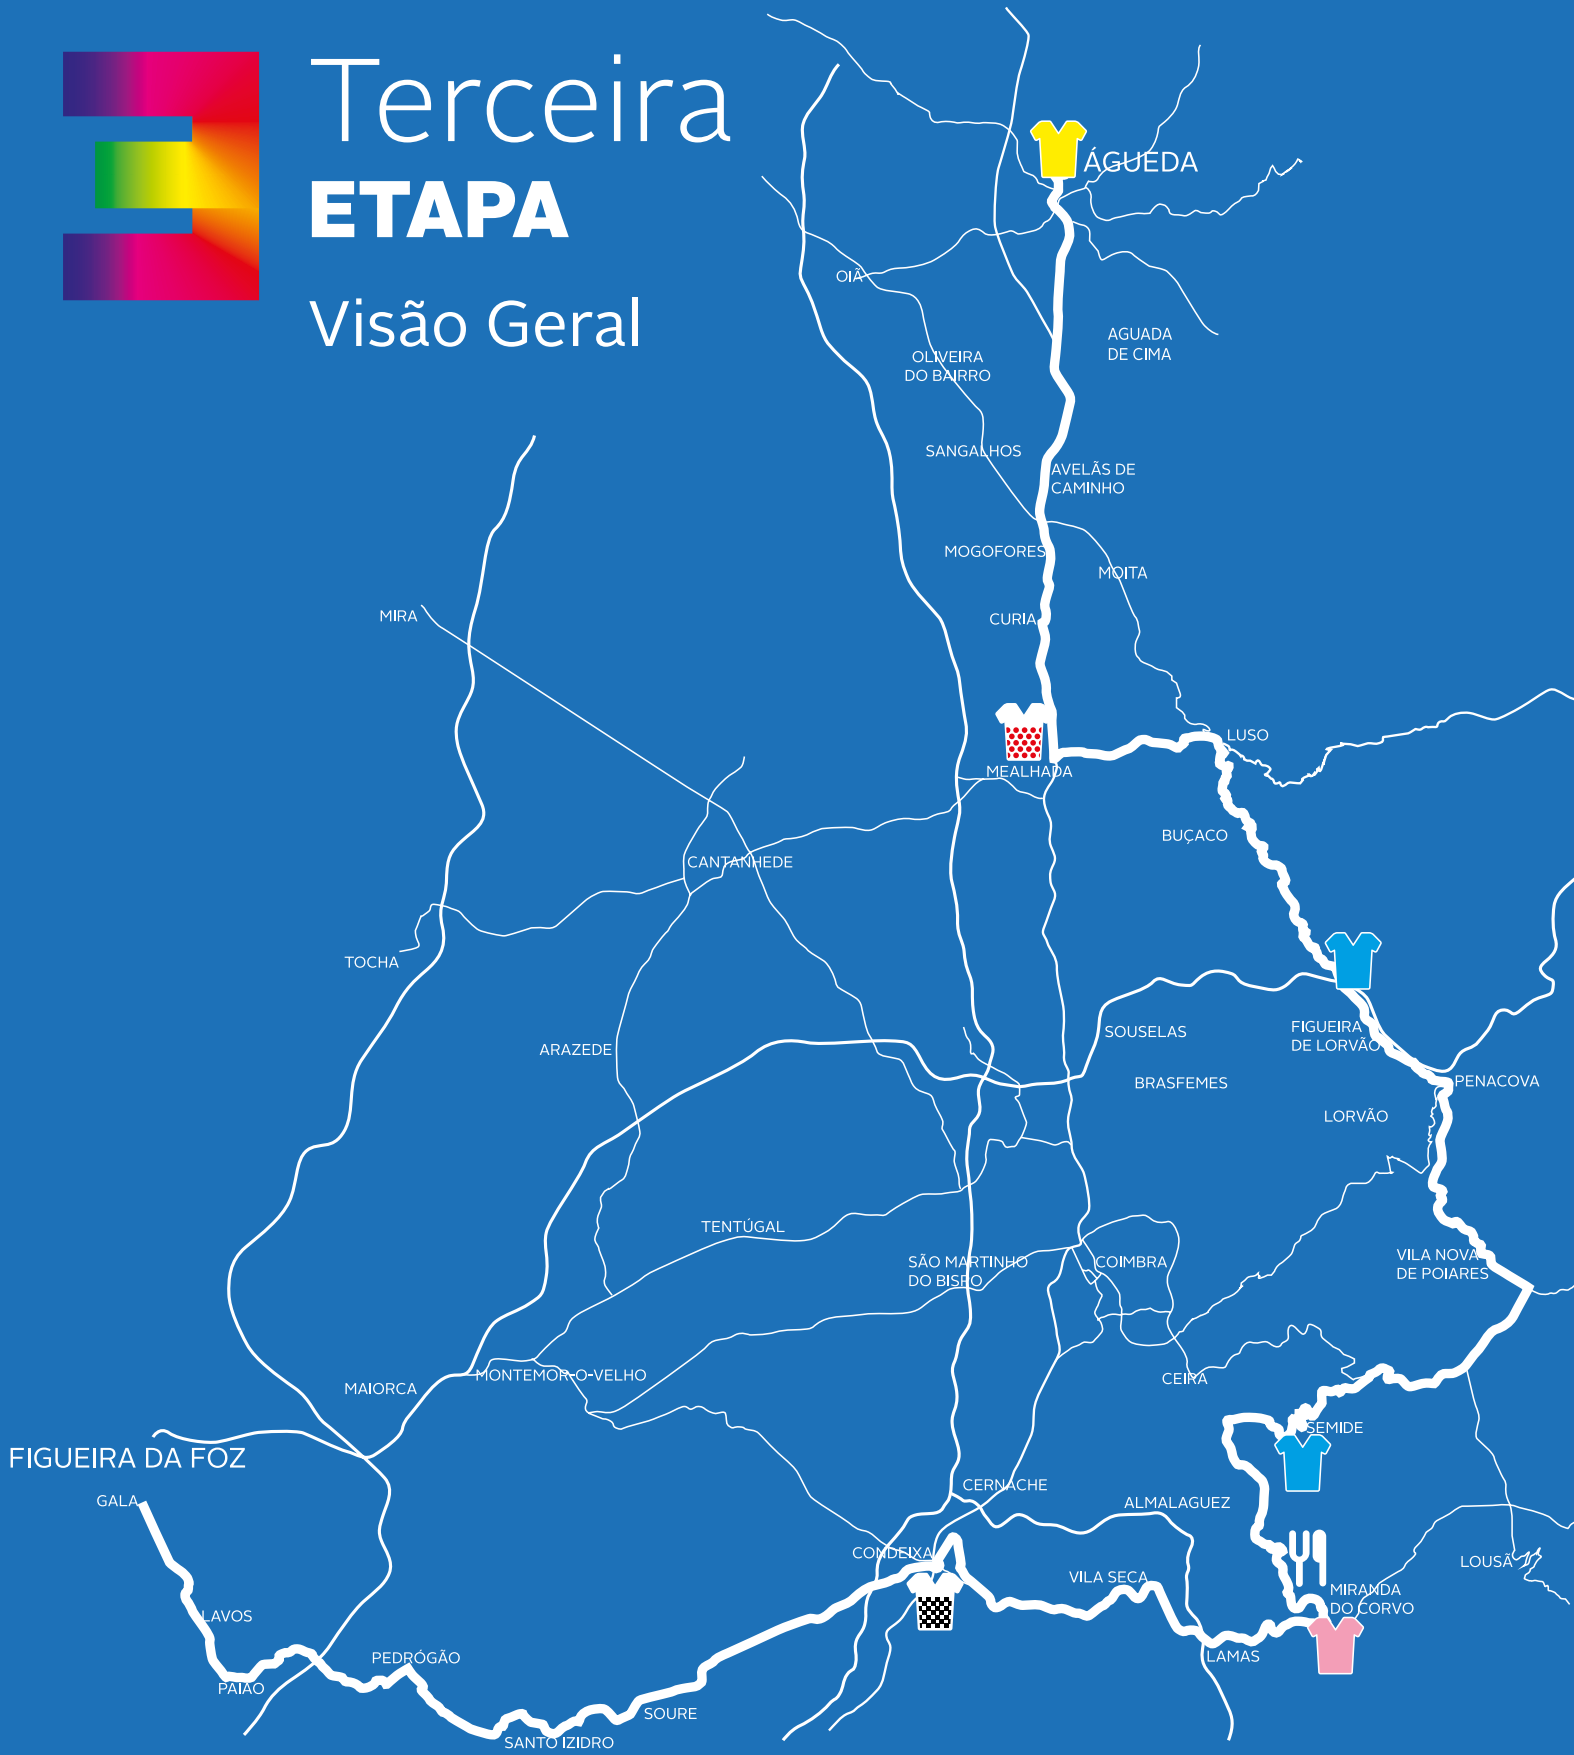 Terceira
ETAPA
Visão Geral
ÁGUEDA
OIÃ
AGUADA
DE CIMA
OLIVEIRA
DO BAIRRO
SANGALHOS
AVELÃS DE
CAMINHO
MOGOFORES
MOITA
MIRA
CURIA
LUSO
MEALHADA
BUÇACO
CANTANHEDE
TOCHA
FIGUEIRA
DE LORVÃO
SOUSELAS
ARAZEDE
BRASFEMES
PENACOVA
LORVÃO
TENTÚGAL
SÃO MARTINHO
DO BISPO
COIMBRA
VILA NOVA
DE POIARES
MONTEMOR-O-VELHO
MAIORCA
CEIRA
SEMIDE
FIGUEIRA DA FOZ
GALA
CERNACHE
ALMALAGUEZ
CONDEIXA
LOUSÃ
VILA SECA
MIRANDA
DO CORVO
LAVOS
PEDRÓGÃO
LAMAS
PAIÃO
SOURE
SANTO IZIDRO